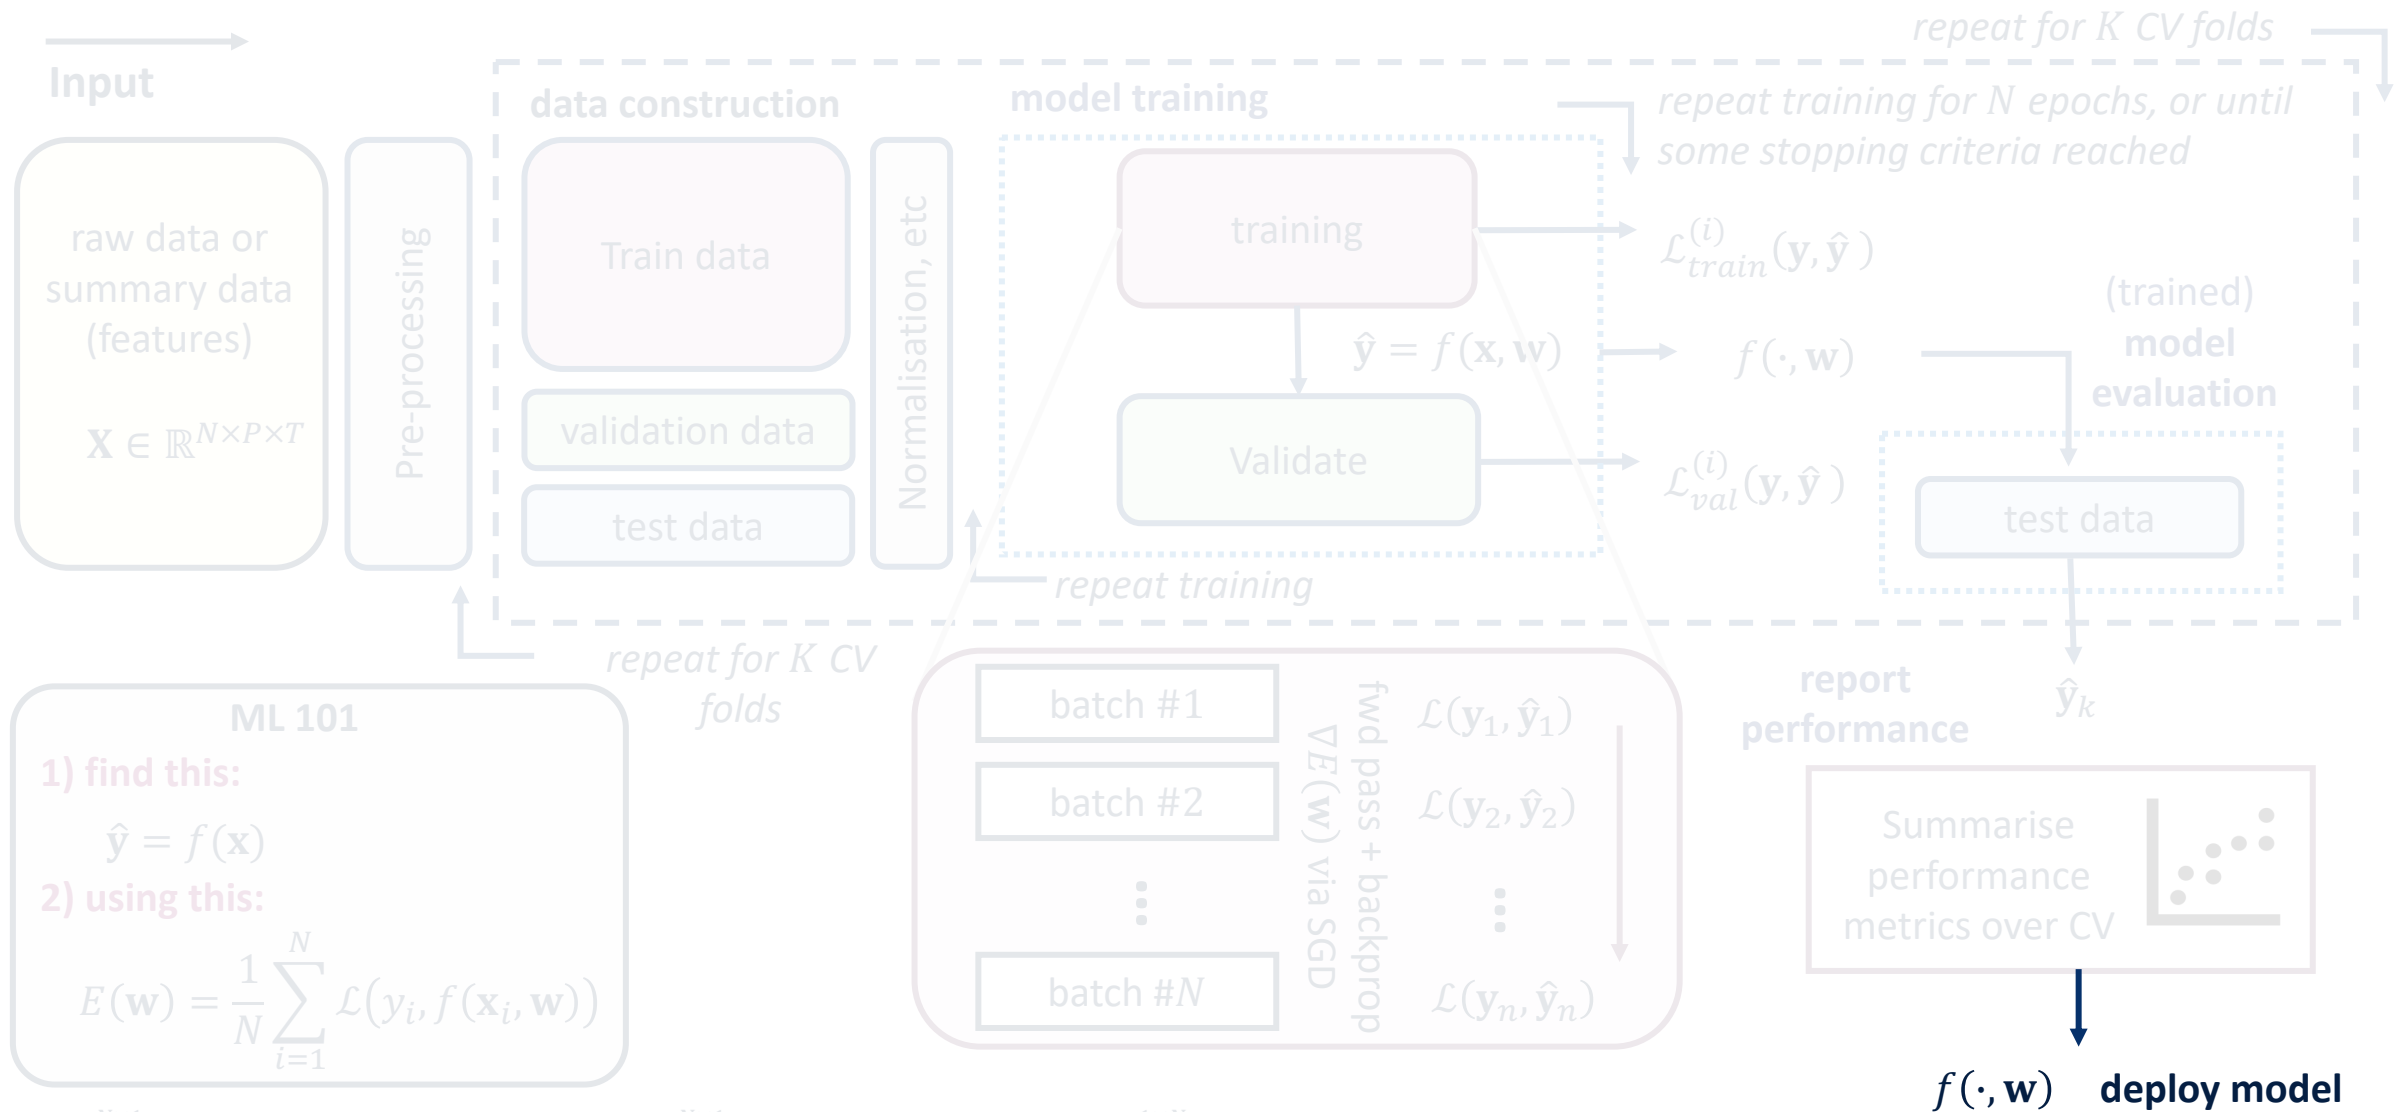 Input
repeat for K CV folds
data construction
model training
repeat training for N epochs, or until
some stopping criteria reached
raw data or
summary data
(features)
𝐗 ∈ ℝ^{N×P×T}
Pre-processing
Train data
validation data
test data
Normalisation, etc
training
ŷ = f(𝐱, 𝐰)
Validate
ℒ_{train}^{(i)}(𝐲, ŷ )
f(·, 𝐰)
ℒ_{val}^{(i)}(𝐲, ŷ )
(trained)
model
evaluation
test data
repeat training
repeat for K CV
folds
ŷ_k
report
performance
ML 101
1) find this:
ŷ = f(𝐱)
2) using this:
E(𝐰) = \frac{1}{N} \sum_{i=1}^{N} ℒ(y_i, f(𝐱_i, 𝐰))
batch #1
batch #2
⋮
batch #N
fwd pass + backprop
∇E(𝐰) via SGD
ℒ(𝐲_1, ŷ_1)
ℒ(𝐲_2, ŷ_2)
⋮
ℒ(𝐲_n, ŷ_n)
Summarise
performance
metrics over CV
f(·, 𝐰) deploy model